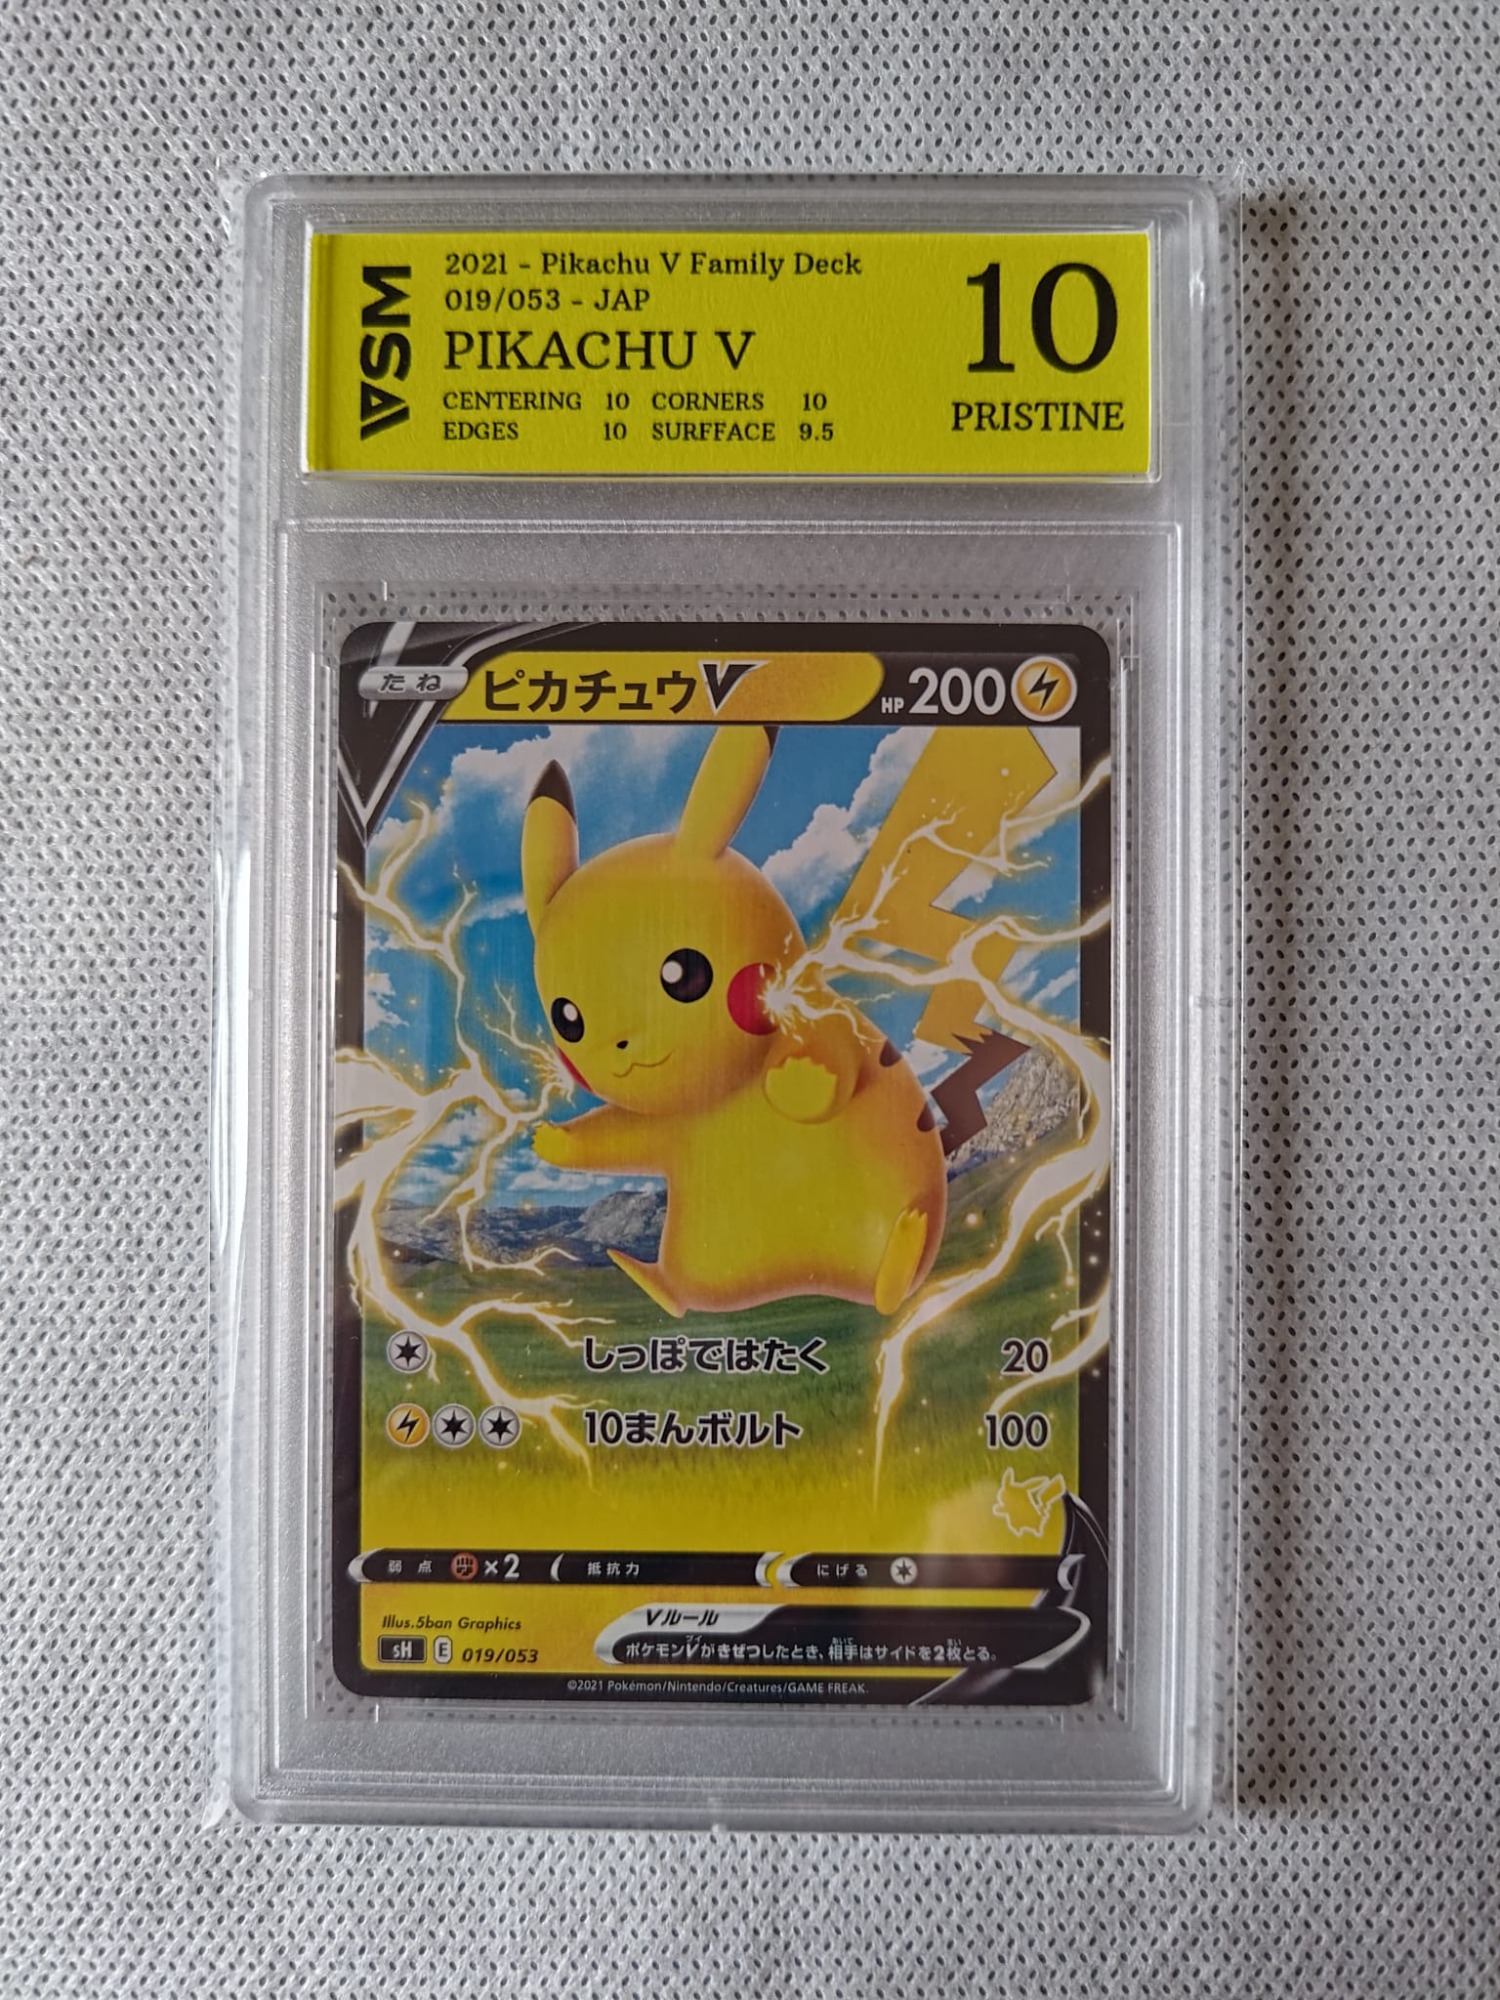 ASM
2021 - Pikachu V Family Deck
019/053 - JAP
PIKACHU V
CENTERING 10 CORNERS 10
EDGES 10 SURFFACE 9.5
10
PRISTINE
たね ピカチュウV HP 200
しっぽではたく 20
10まんボルト 100
弱点 ×2 抵抗力 にげる
Illus.5ban Graphics
Vルール
sH E 019/053
ポケモンVがきぜつしたとき、相手はサイドを2枚とる。
©2021 Pokémon/Nintendo/Creatures/GAME FREAK.